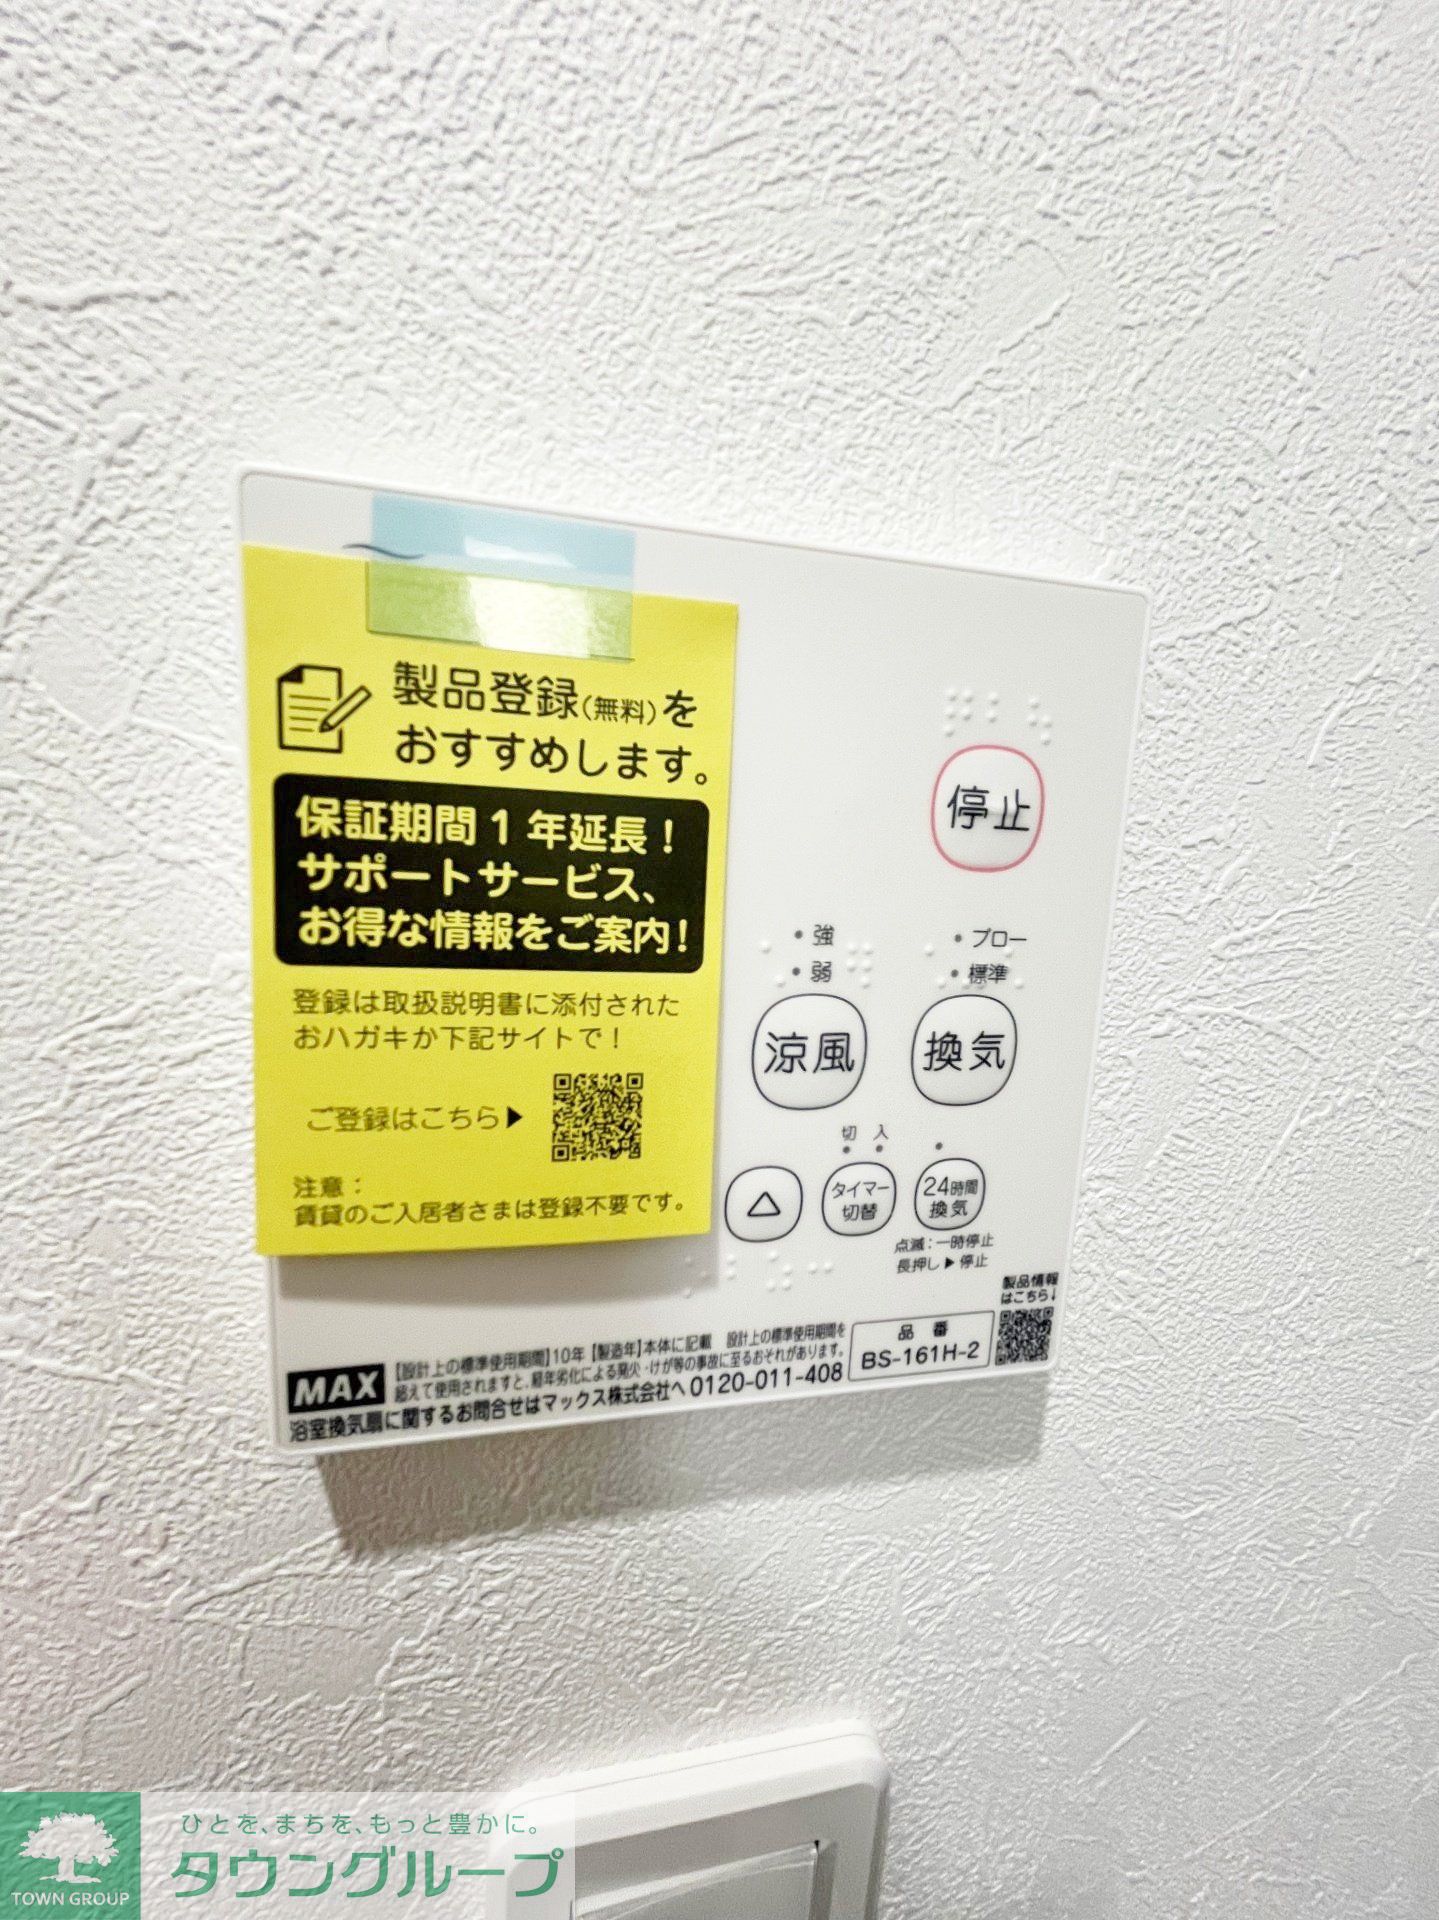 製品登録(無料)を
おすすめします。
保証期間1年延長！
サポートサービス、
お得な情報をご案内！
登録は取扱説明書に添付された
おハガキか下記サイトで！
ご登録はこちら▶
注意：
賃貸のご入居者さまは登録不要です。
停止
・強
・弱
涼風
・ブロー
・標準
換気
△
切 入
タイマー
切替
24時間
換気
点滅：一時停止
長押し▶停止
製品情報
はこちら↓
MAX
【設計上の標準使用期間】10年【製造年】本体に記載 設計上の標準使用期間を
超えて使用されますと、経年劣化による発火・けが等の事故に至るおそれがあります。
浴室換気扇に関するお問合せはマックス株式会社へ 0120-011-408
品番
BS-161H-2
ひとを、まちを、もっと豊かに。
タウングループ
TOWN GROUP